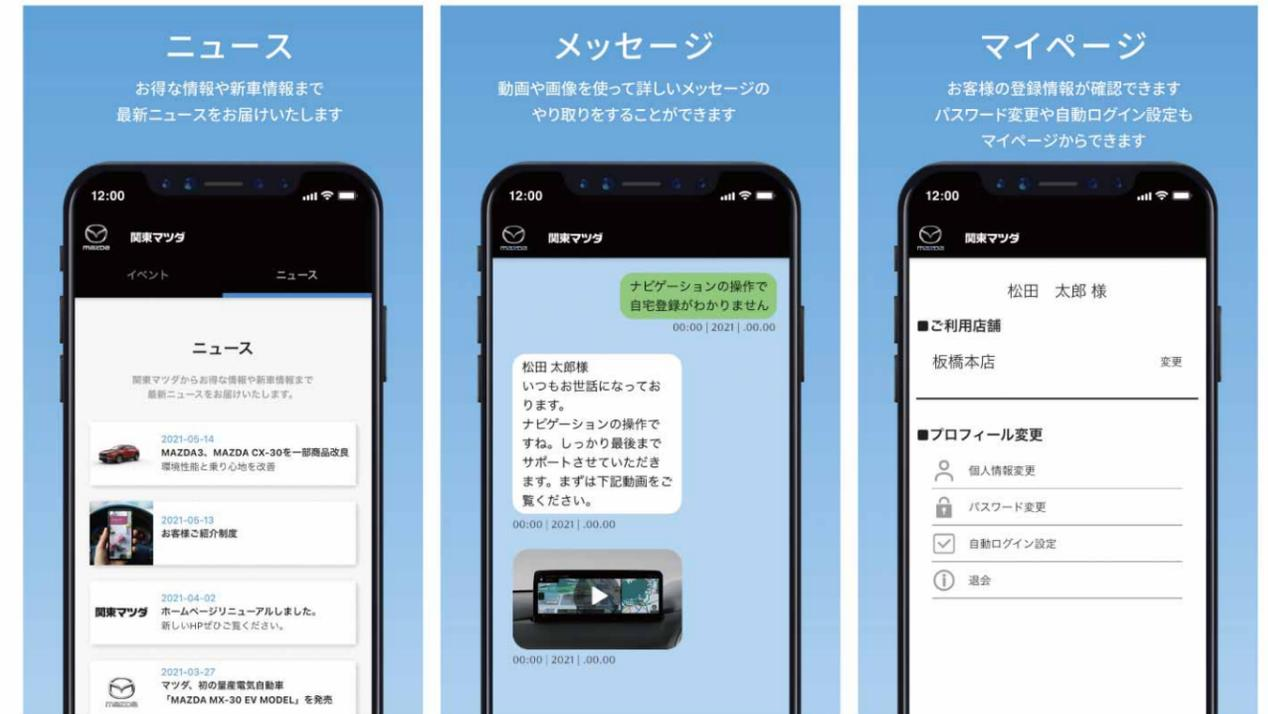 ニュース
お得な情報や新車情報まで
最新ニュースをお届けいたします
12:00
mazda
関東マツダ
イベント
ニュース
ニュース
関東マツダからお得な情報や新車情報まで
最新ニュースをお届けいたします。
2021-05-14
MAZDA3、MAZDA CX-30を一部商品改良
環境性能と乗り心地を改善
2021-05-13
お客様ご紹介制度
関東マツダ
2021-04-02
ホームページリニューアルしました。
新しいHPぜひご覧ください。
mazda
2021-03-27
マツダ、初の量産電気自動車
「MAZDA MX-30 EV MODEL」を発売
メッセージ
動画や画像を使って詳しいメッセージの
やり取りをすることができます
12:00
mazda
関東マツダ
ナビゲーションの操作で
自宅登録がわかりません
00:00 | 2021 | .00.00
松田 太郎様
いつもお世話になってお
ります。
ナビゲーションの操作で
すね。しっかり最後まで
サポートさせていただき
ます。まずは下記動画をご
覧ください。
00:00 | 2021 | .00.00
00:00 | 2021 | .00.00
マイページ
お客様の登録情報が確認できます
パスワード変更や自動ログイン設定も
マイページからできます
12:00
mazda
関東マツダ
松田 太郎 様
■ご利用店舗
板橋本店
変更
■プロフィール変更
個人情報変更
パスワード変更
自動ログイン設定
退会